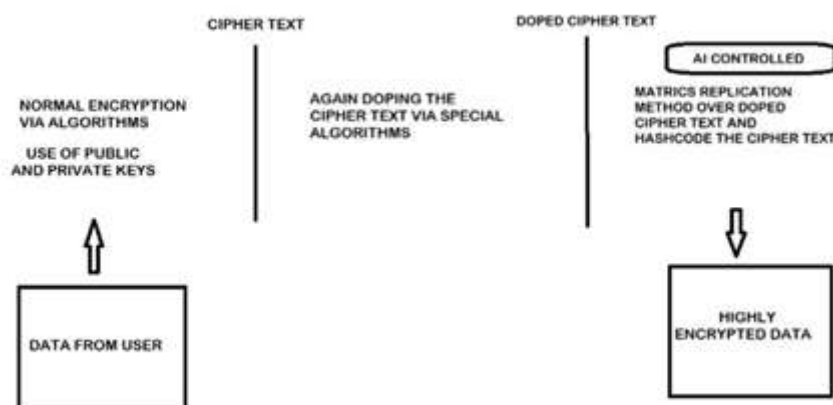 CIPHER TEXT
DOPED CIPHER TEXT
AI CONTROLLED
NORMAL ENCRYPTION
VIA ALGORITHMS
USE OF PUBLIC
AND PRIVATE KEYS
AGAIN DOPING THE
CIPHER TEXT VIA SPECIAL
ALGORITHMS
MATRICS REPLICATION
METHOD OVER DOPED
CIPHER TEXT AND
HASHCODE THE CIPHER TEXT
DATA FROM USER
HIGHLY
ENCRYPTED DATA